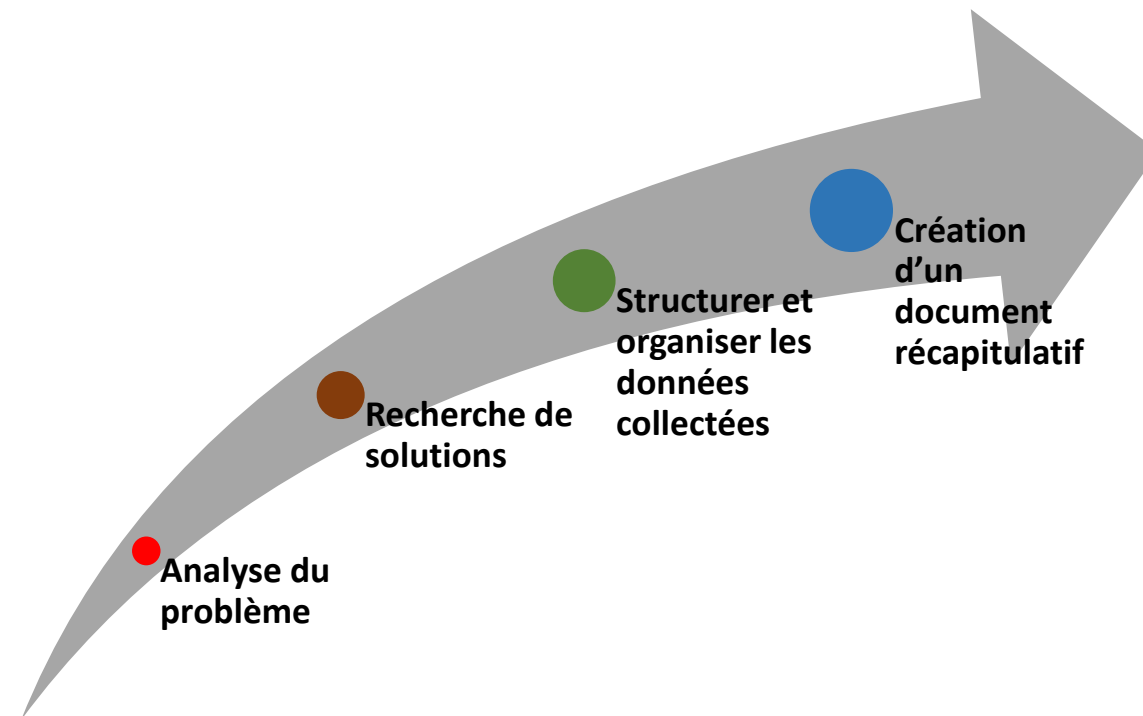 Analyse du
problème
Recherche de
solutions
Structurer et
organiser les
données
collectées
Création
d’un
document
récapitulatif